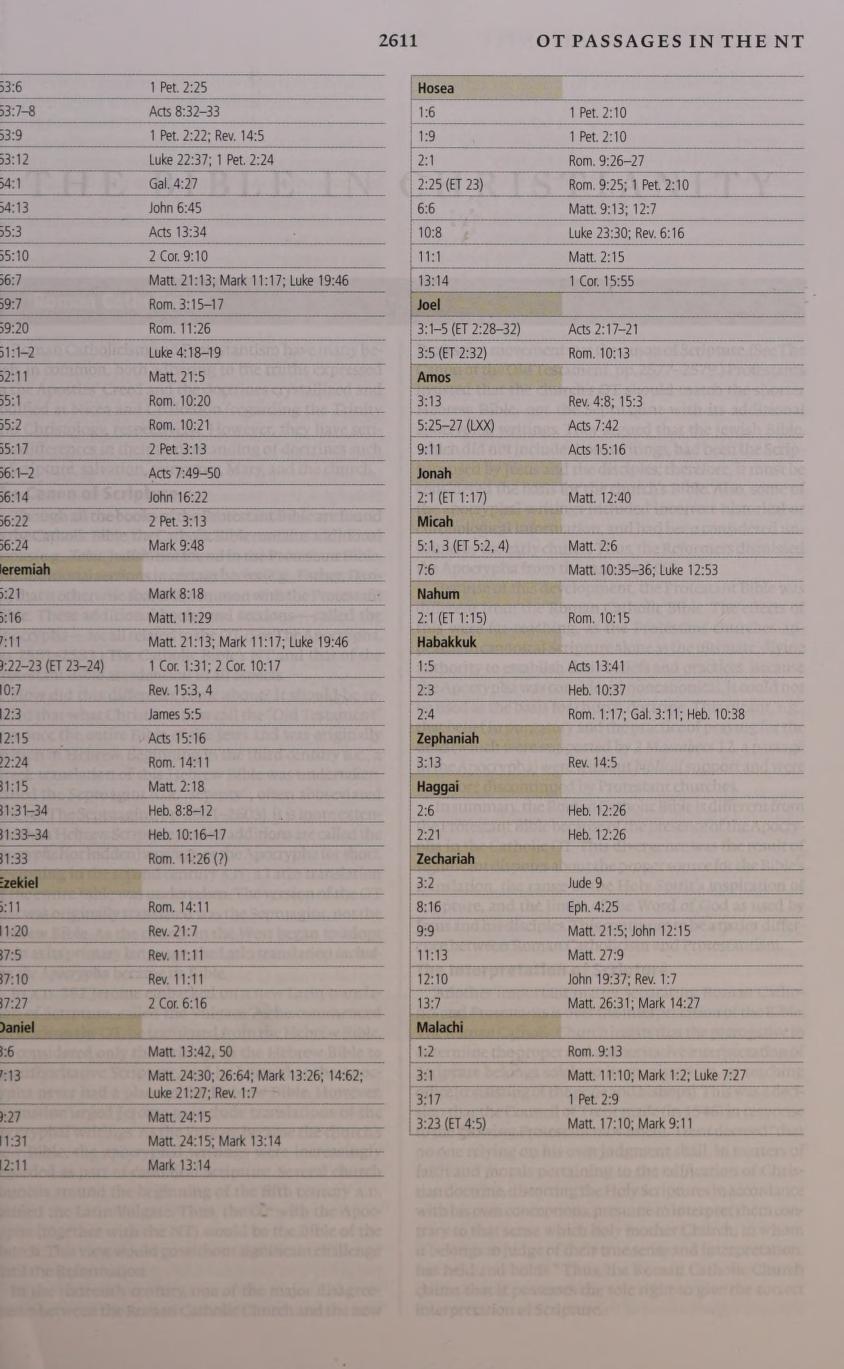 2611 OT PASSAGES IN THE NT
53:6 1 Pet. 2:25
53:7–8 Acts 8:32–33
53:9 1 Pet. 2:22; Rev. 14:5
53:12 Luke 22:37; 1 Pet. 2:24
54:1 Gal. 4:27
54:13 John 6:45
55:3 Acts 13:34
55:10 2 Cor. 9:10
56:7 Matt. 21:13; Mark 11:17; Luke 19:46
59:7 Rom. 3:15–17
59:20 Rom. 11:26
61:1–2 Luke 4:18–19
62:11 Matt. 21:5
65:1 Rom. 10:20
65:2 Rom. 10:21
65:17 2 Pet. 3:13
66:1–2 Acts 7:49–50
66:14 John 16:22
66:22 2 Pet. 3:13
66:24 Mark 9:48
Jeremiah
5:21 Mark 8:18
6:16 Matt. 11:29
7:11 Matt. 21:13; Mark 11:17; Luke 19:46
9:22–23 (ET 23–24) 1 Cor. 1:31; 2 Cor. 10:17
10:7 Rev. 15:3, 4
12:3 James 5:5
12:15 Acts 15:16
22:24 Rom. 14:11
31:15 Matt. 2:18
31:31–34 Heb. 8:8–12
31:33–34 Heb. 10:16–17
31:33 Rom. 11:26 (?)
Ezekiel
5:11 Rom. 14:11
11:20 Rev. 21:7
37:5 Rev. 11:11
37:10 Rev. 11:11
37:27 2 Cor. 6:16
Daniel
3:6 Matt. 13:42, 50
7:13 Matt. 24:30; 26:64; Mark 13:26; 14:62;
Luke 21:27; Rev. 1:7
9:27 Matt. 24:15
11:31 Matt. 24:15; Mark 13:14
12:11 Mark 13:14
Hosea
1:6 1 Pet. 2:10
1:9 1 Pet. 2:10
2:1 Rom. 9:26–27
2:25 (ET 23) Rom. 9:25; 1 Pet. 2:10
6:6 Matt. 9:13; 12:7
10:8 Luke 23:30; Rev. 6:16
11:1 Matt. 2:15
13:14 1 Cor. 15:55
Joel
3:1–5 (ET 2:28–32) Acts 2:17–21
3:5 (ET 2:32) Rom. 10:13
Amos
3:13 Rev. 4:8; 15:3
5:25–27 (LXX) Acts 7:42
9:11 Acts 15:16
Jonah
2:1 (ET 1:17) Matt. 12:40
Micah
5:1, 3 (ET 5:2, 4) Matt. 2:6
7:6 Matt. 10:35–36; Luke 12:53
Nahum
2:1 (ET 1:15) Rom. 10:15
Habakkuk
1:5 Acts 13:41
2:3 Heb. 10:37
2:4 Rom. 1:17; Gal. 3:11; Heb. 10:38
Zephaniah
3:13 Rev. 14:5
Haggai
2:6 Heb. 12:26
2:21 Heb. 12:26
Zechariah
3:2 Jude 9
8:16 Eph. 4:25
9:9 Matt. 21:5; John 12:15
11:13 Matt. 27:9
12:10 John 19:37; Rev. 1:7
13:7 Matt. 26:31; Mark 14:27
Malachi
1:2 Rom. 9:13
3:1 Matt. 11:10; Mark 1:2; Luke 7:27
3:17 1 Pet. 2:9
3:23 (ET 4:5) Matt. 17:10; Mark 9:11